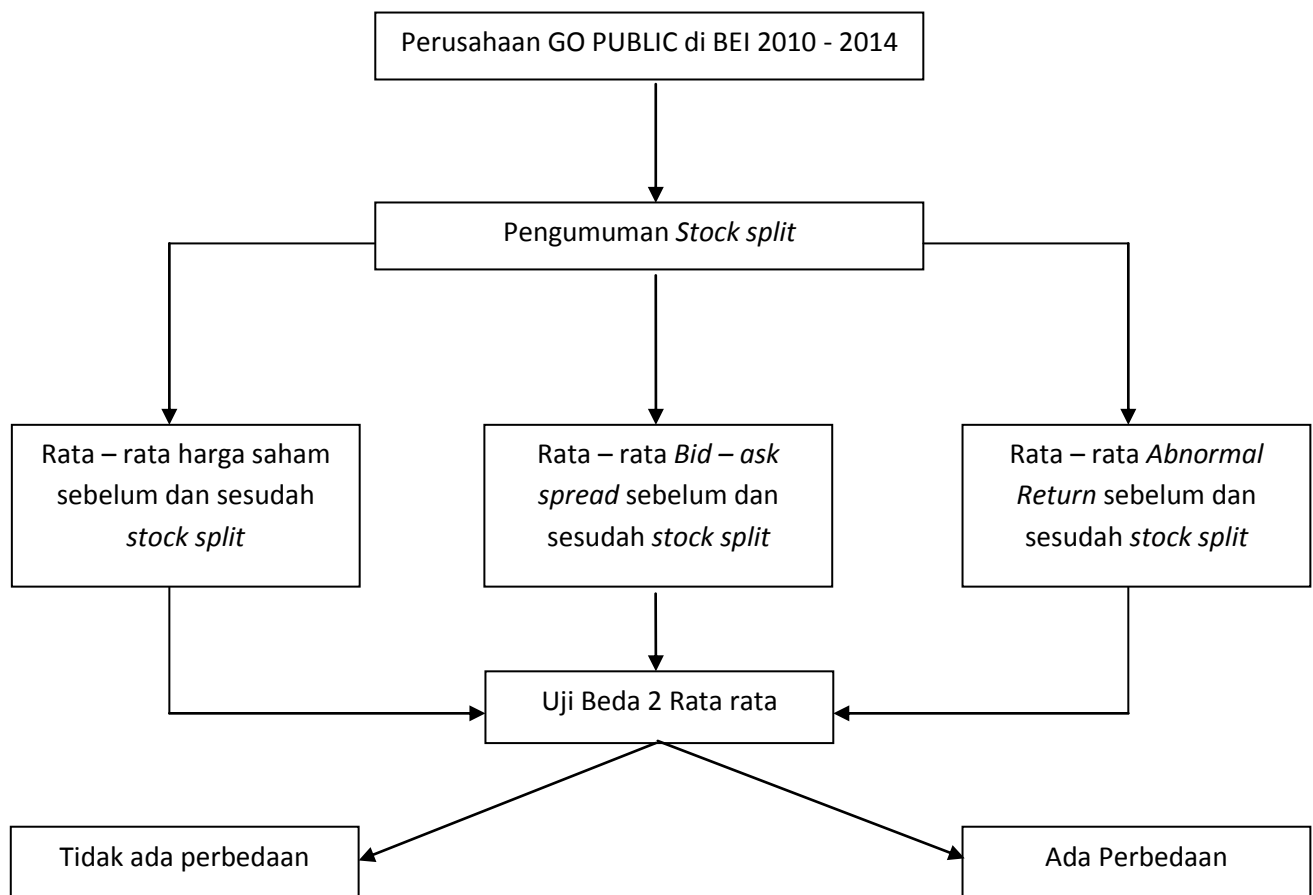 Perusahaan GO PUBLIC di BEI 2010 - 2014
Pengumuman Stock split
Rata – rata harga saham
sebelum dan sesudah
stock split
Rata – rata Bid – ask
spread sebelum dan
sesudah stock split
Rata – rata Abnormal
Return sebelum dan
sesudah stock split
Uji Beda 2 Rata rata
Tidak ada perbedaan
Ada Perbedaan